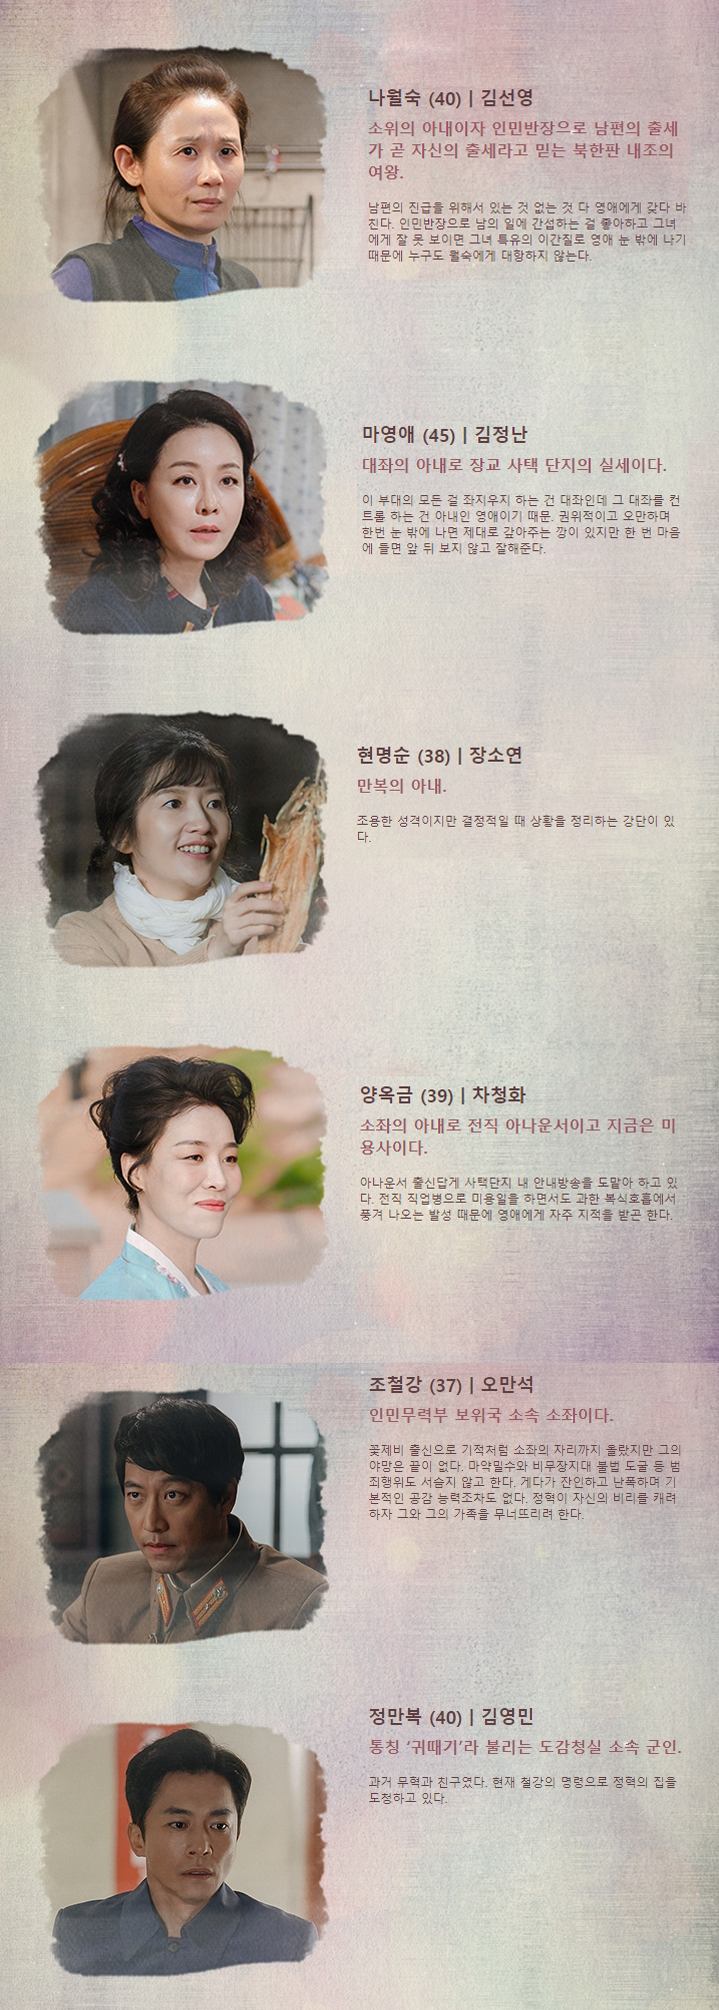 나월숙 (40) | 김선영
소위의 아내이자 인민반장으로 남편의 출세
가 곧 자신의 출세라고 믿는 북한판 내조의
여왕.
남편의 진급을 위해서 있는 것 없는 것 다 영애에게 갖다 바
친다. 인민반장으로 남의 일에 간섭하는 걸 좋아하고 그녀
에게 잘 못 보이면 그녀 특유의 이간질로 영애 눈 밖에 나기
때문에 누구도 월숙에게 대항하지 않는다.
마영애 (45) | 김정난
대좌의 아내로 장교 사택 단지의 실세이다.
이 부대의 모든 걸 좌지우지 하는 건 대좌인데 그 대좌를 컨
트롤 하는 건 아내인 영애이기 때문. 권위적이고 오만하며
한번 눈 밖에 나면 제대로 갚아주는 깡이 있지만 한 번 마음
에 들면 앞 뒤 보지 않고 잘해준다.
현명순 (38) | 장소연
만복의 아내.
조용한 성격이지만 결정적일 때 상황을 정리하는 강단이 있
다.
양옥금 (39) | 차청화
소좌의 아내로 전직 아나운서이고 지금은 미
용사이다.
아나운서 출신답게 사택단지 내 안내방송을 도맡아 하고 있
다. 전직 직업병으로 미용일을 하면서도 과한 복식호흡에서
풍겨 나오는 발성 때문에 영애에게 자주 지적을 받곤 한다.
조철강 (37) | 오만석
인민무력부 보위국 소속 소좌이다.
꽃제비 출신으로 기적처럼 소좌의 자리까지 올랐지만 그의
야망은 끝이 없다. 마약밀수와 비무장지대 불법 도굴 등 범
죄행위도 서슴지 않고 한다. 게다가 잔인하고 난폭하며 기
본적인 공감 능력조차도 없다. 정혁이 자신의 비리를 캐려
하자 그와 그의 가족을 무너뜨리려 한다.
정만복 (40) | 김영민
통칭 ‘귀때기’라 불리는 도감청실 소속 군인.
과거 무혁과 친구였다. 현재 철강의 명령으로 정혁의 집을
도청하고 있다.